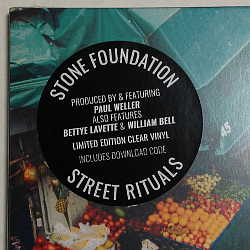 STONE FOUNDATION
PRODUCED BY & FEATURING
PAUL WELLER
ALSO FEATURES
BETTYE LAVETTE & WILLIAM BELL
LIMITED EDITION CLEAR VINYL
INCLUDES DOWNLOAD CODE
STREET RITUALS